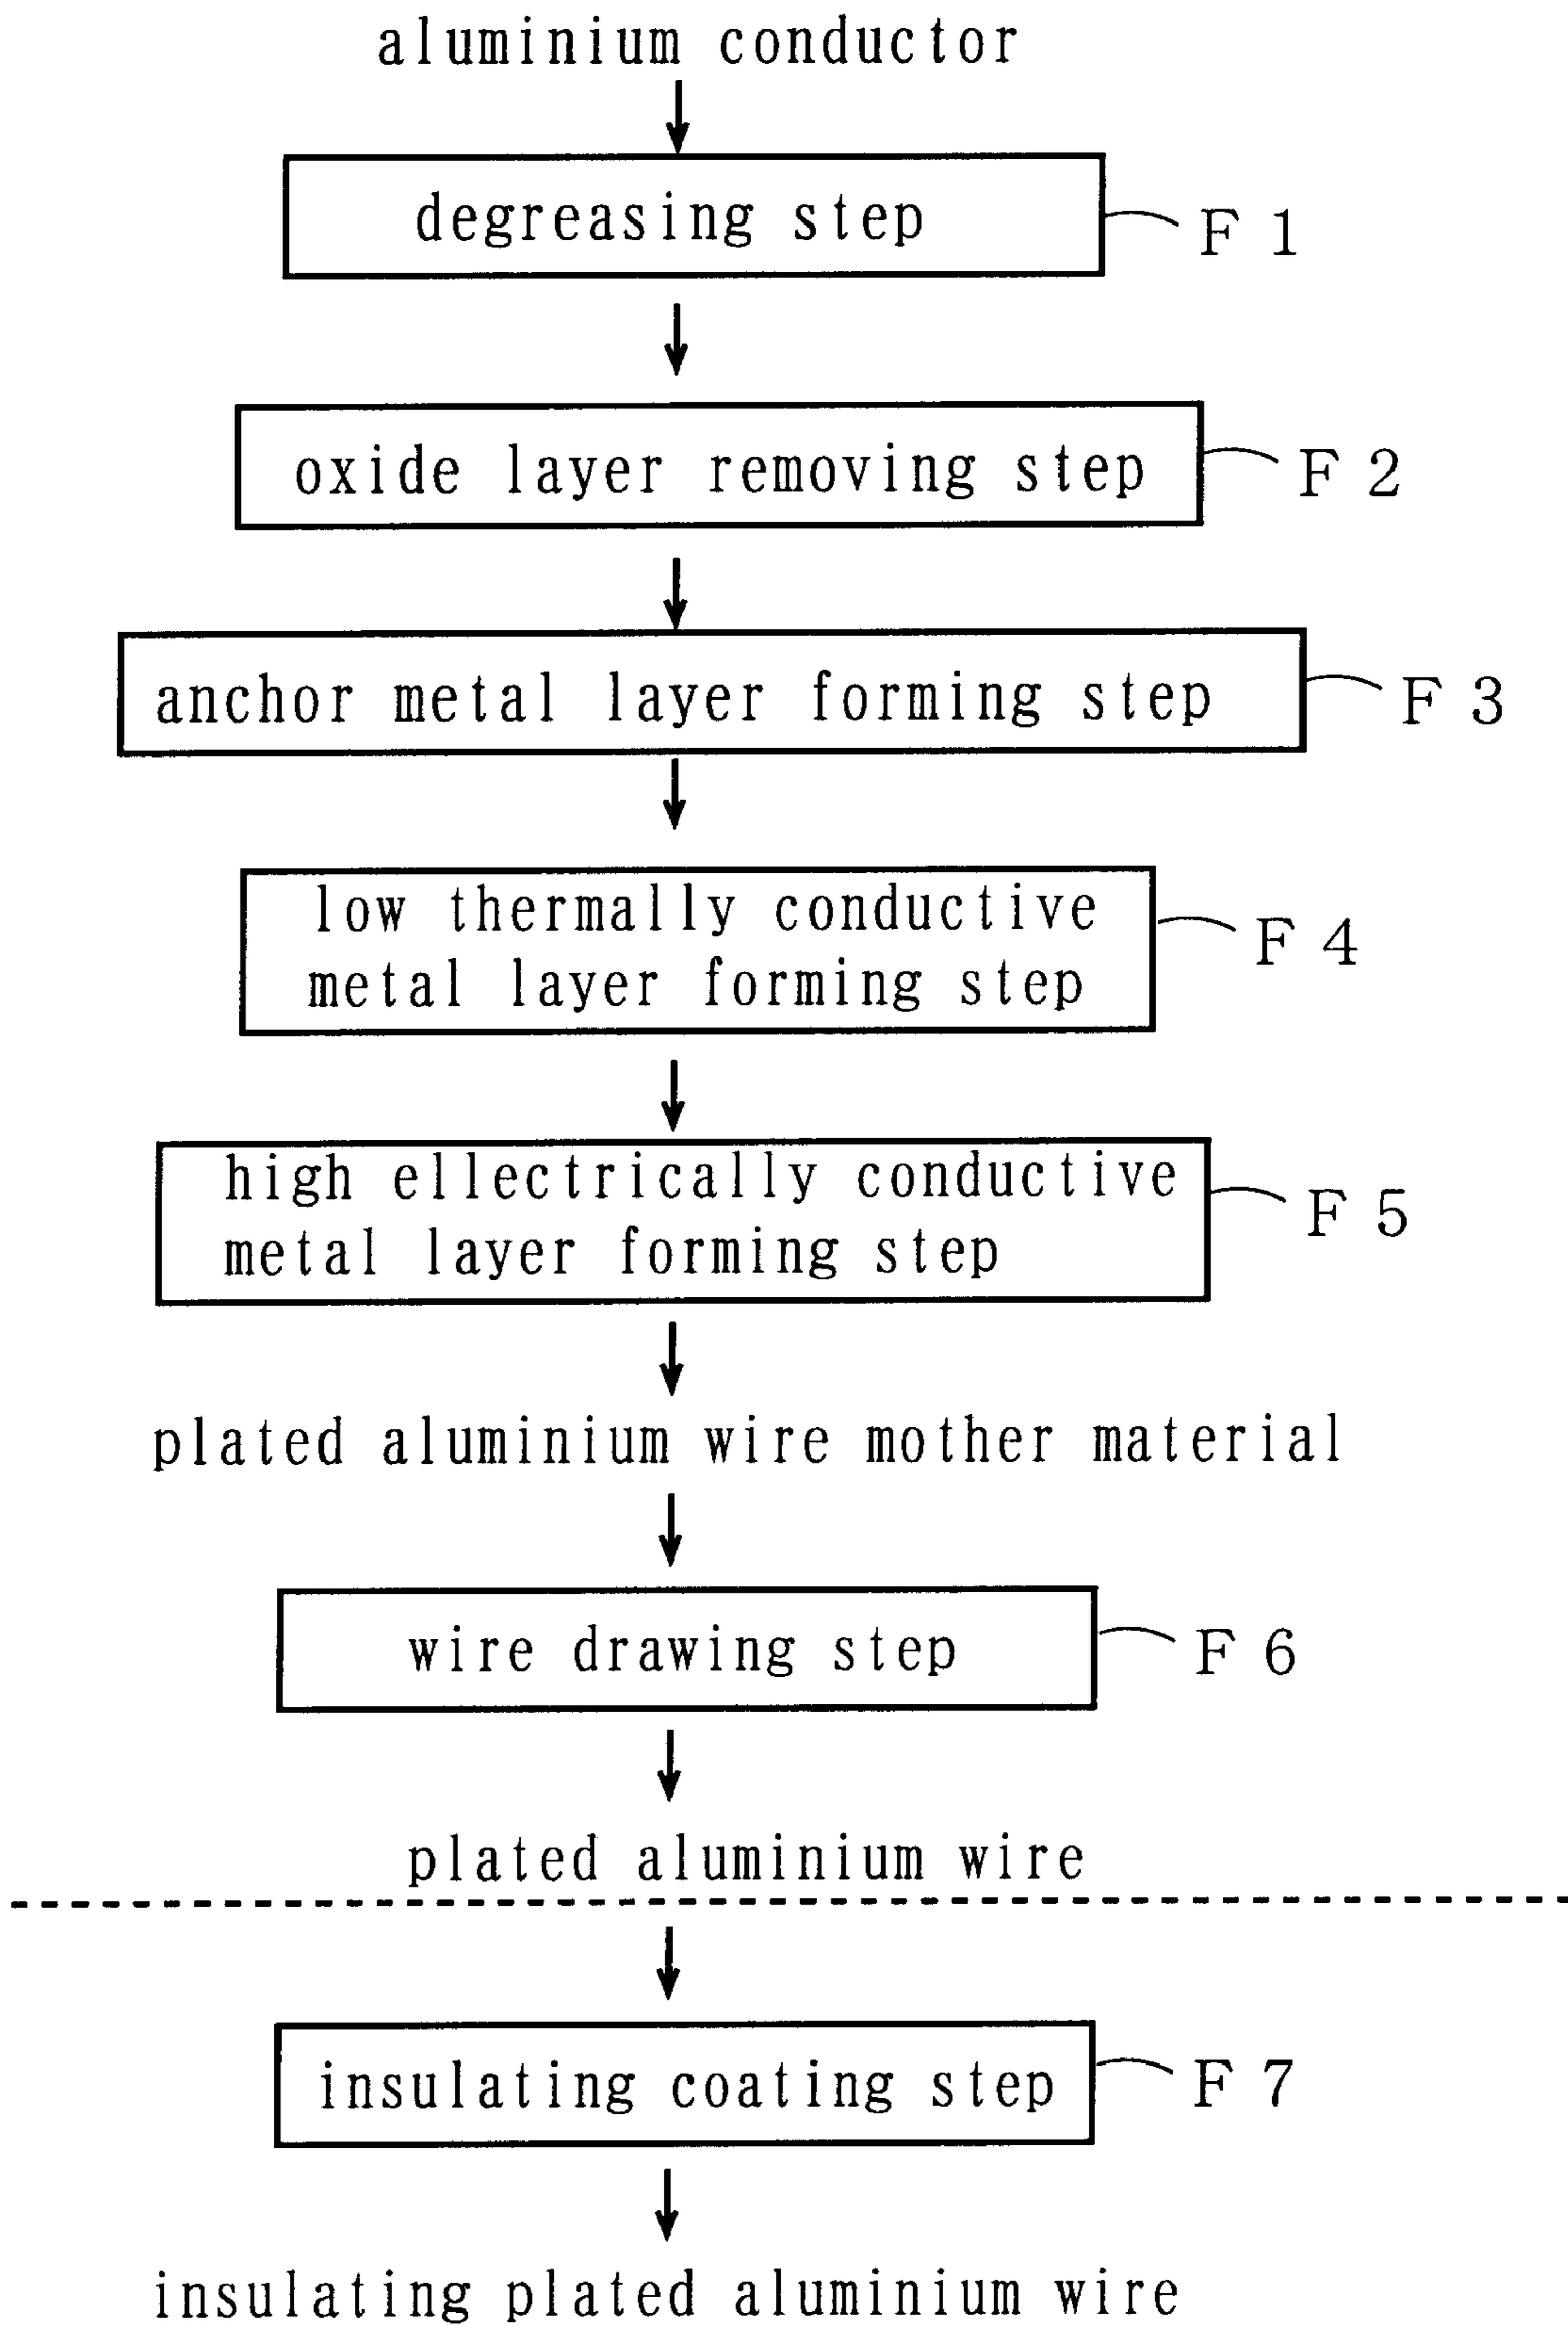 aluminium conductor
degreasing step
F 1
oxide layer removing step
F 2
anchor metal layer forming step
F 3
low thermally conductive
metal layer forming step
F 4
high ellectrically conductive
metal layer forming step
F 5
plated aluminium wire mother material
wire drawing step
F 6
plated aluminium wire
insulating coating step
F 7
insulating plated aluminium wire